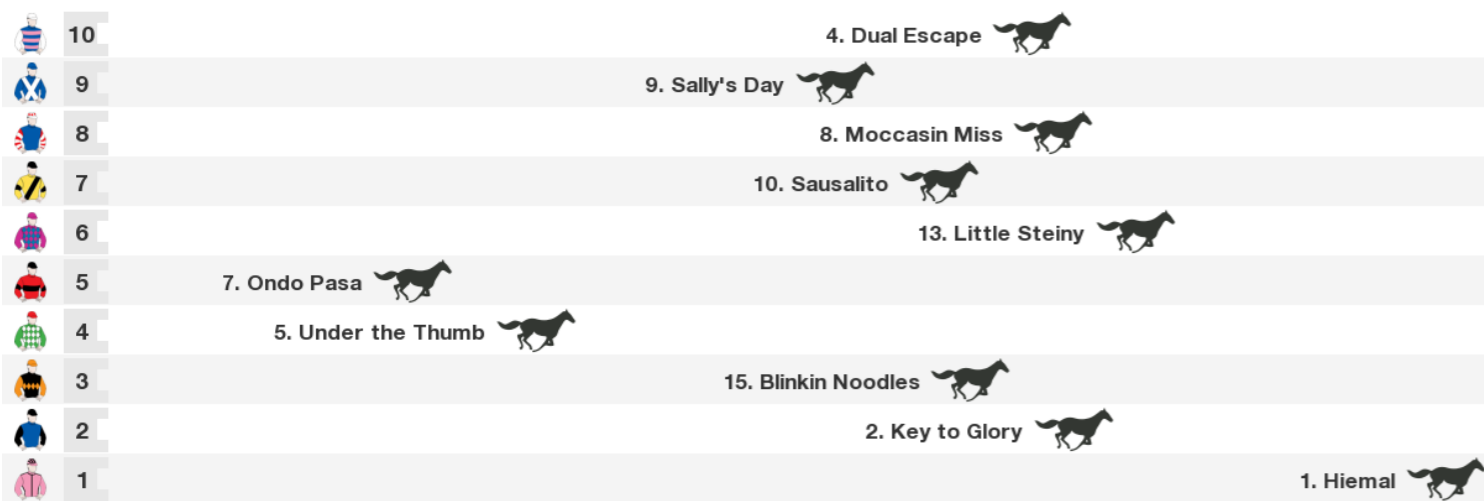 10 4. Dual Escape
9 9. Sally's Day
8 8. Moccasin Miss
7 10. Sausalito
6 13. Little Steiny
5 7. Ondo Pasa
4 5. Under the Thumb
3 15. Blinkin Noodles
2 2. Key to Glory
1 1. Hiemal